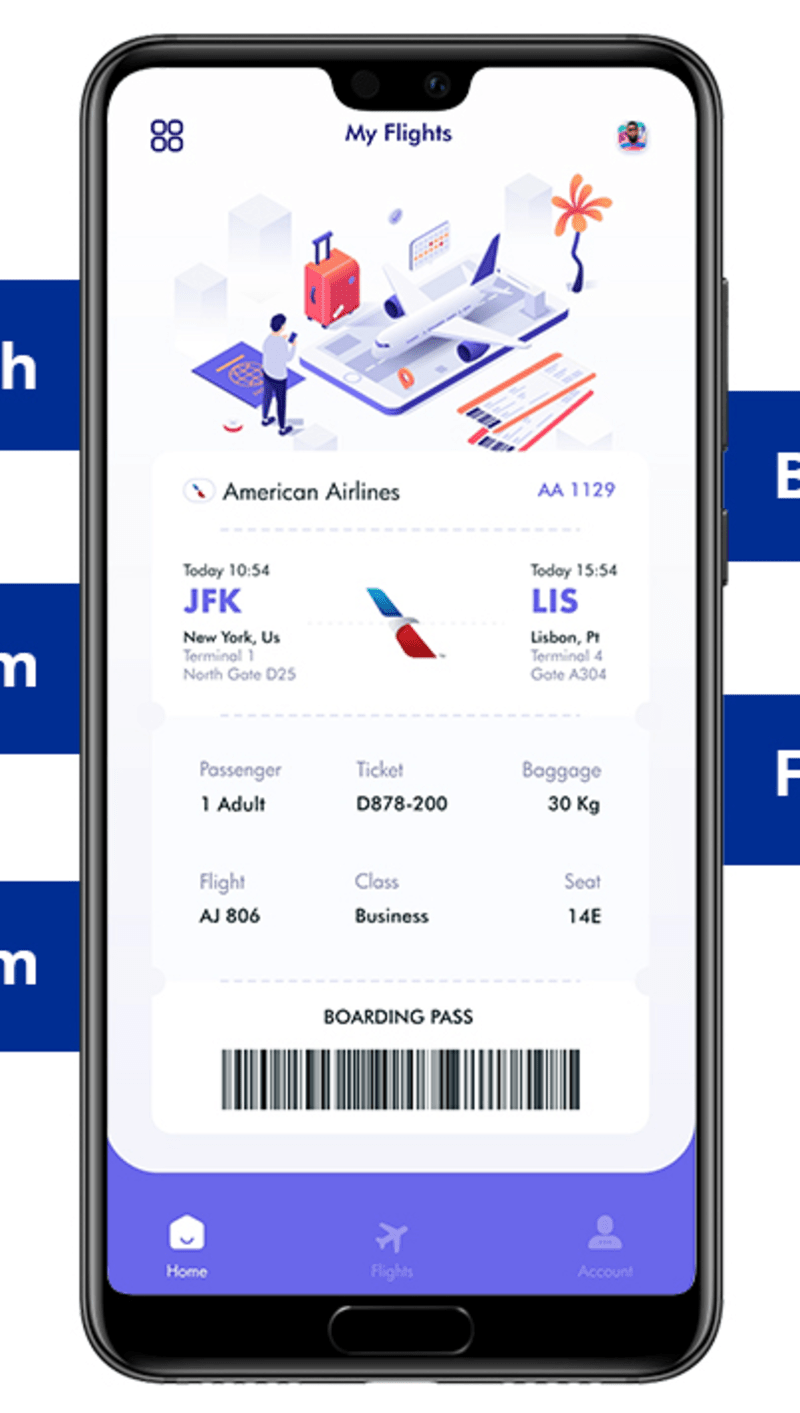 My Flights
h
B
American Airlines AA 1129
Today 10:54 Today 15:54
JFK LIS
New York, Us Lisbon, Pt
Terminal 1 Terminal 4
North Gate D25 Gate A304
m
F
Passenger Ticket Baggage
1 Adult D878-200 30 Kg
Flight Class Seat
AJ 806 Business 14E
m
BOARDING PASS
Home Flights Account